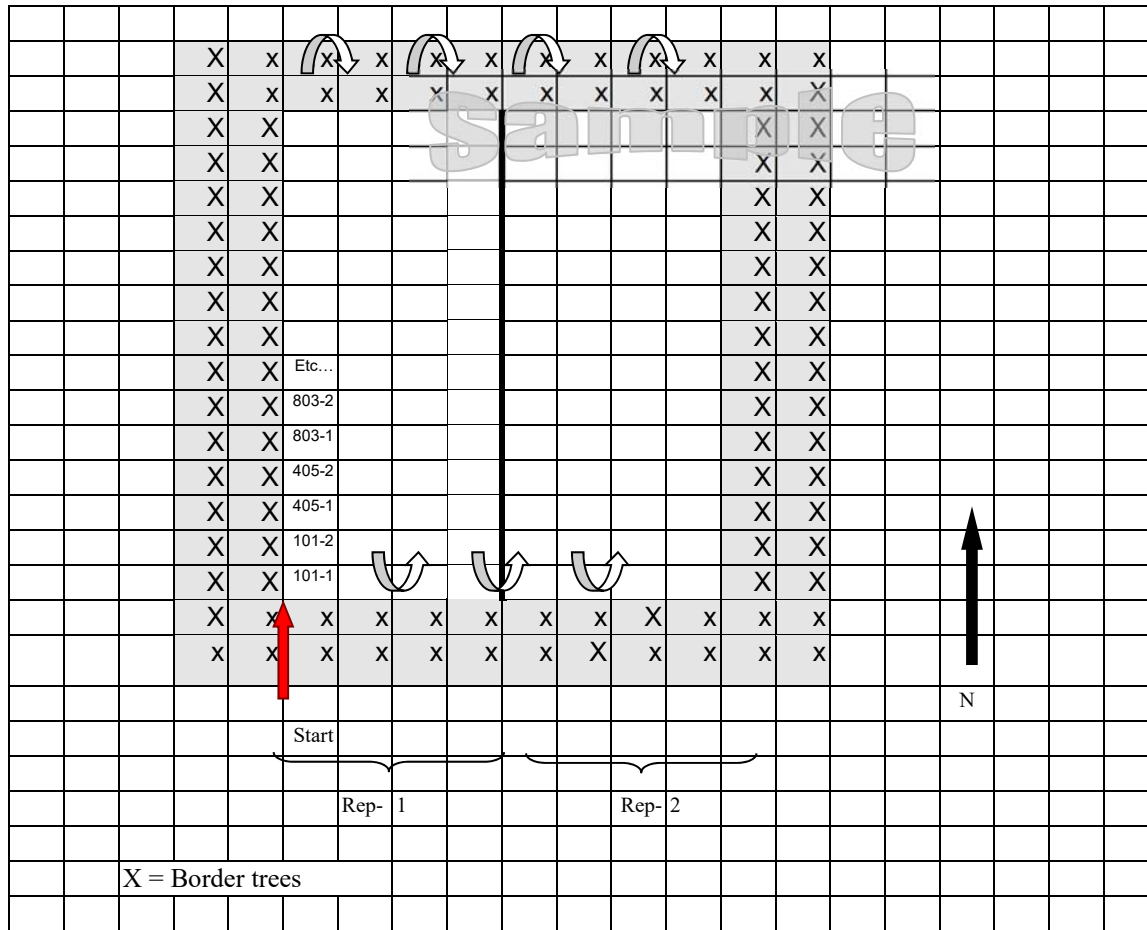 X x x x x x x x x x x x
X x x x x x x x x x x X
Sample
X X X X
X X X X
X X X X
X X X X
X X X X
X X X X
X X X X
X X Etc... X X
X X 803-2 X X
X X 803-1 X X
X X 405-2 X X
X X 405-1 X X
X X 101-2 X X
X X 101-1 X X
X x x x x x x x X x x x
x x x x x x x X x x x x
N
Start
Rep- 1 Rep- 2
X = Border trees